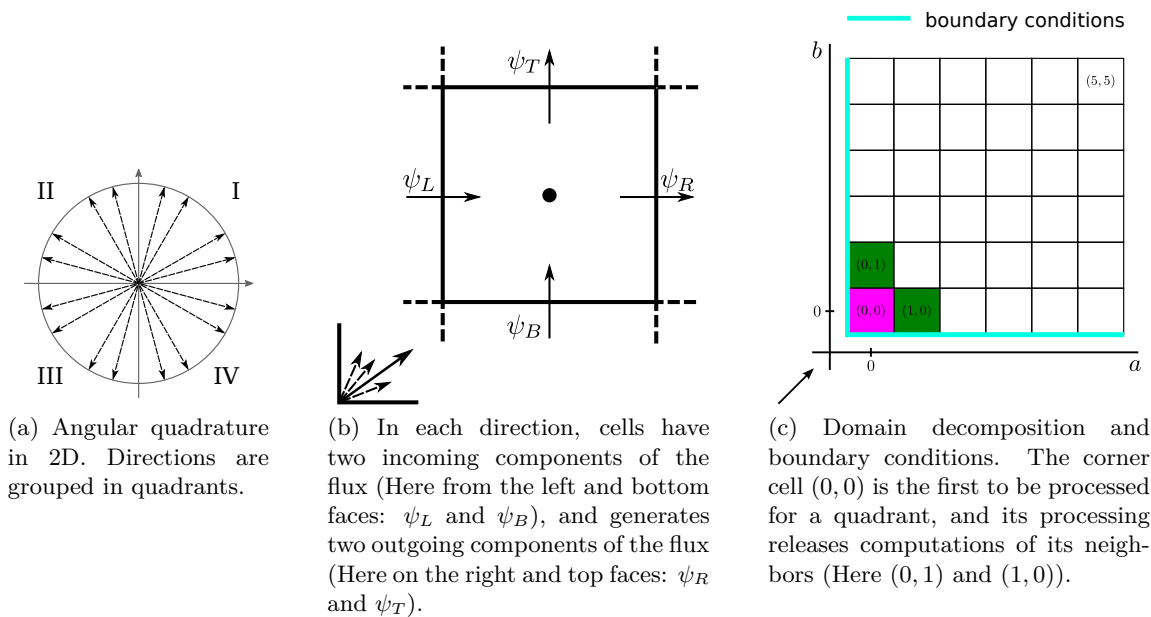 II
I
III
IV
(a) Angular quadrature
in 2D. Directions are
grouped in quadrants.
ψ_T
ψ_L
ψ_R
ψ_B
(b) In each direction, cells have
two incoming components of the
flux (Here from the left and bottom
faces: ψ_L and ψ_B), and generates
two outgoing components of the flux
(Here on the right and top faces: ψ_R
and ψ_T).
boundary conditions
b
(5, 5)
(0, 1)
0
(0, 0)
(1, 0)
0
a
(c) Domain decomposition and
boundary conditions. The corner
cell (0, 0) is the first to be processed
for a quadrant, and its processing
releases computations of its neigh-
bors (Here (0, 1) and (1, 0)).